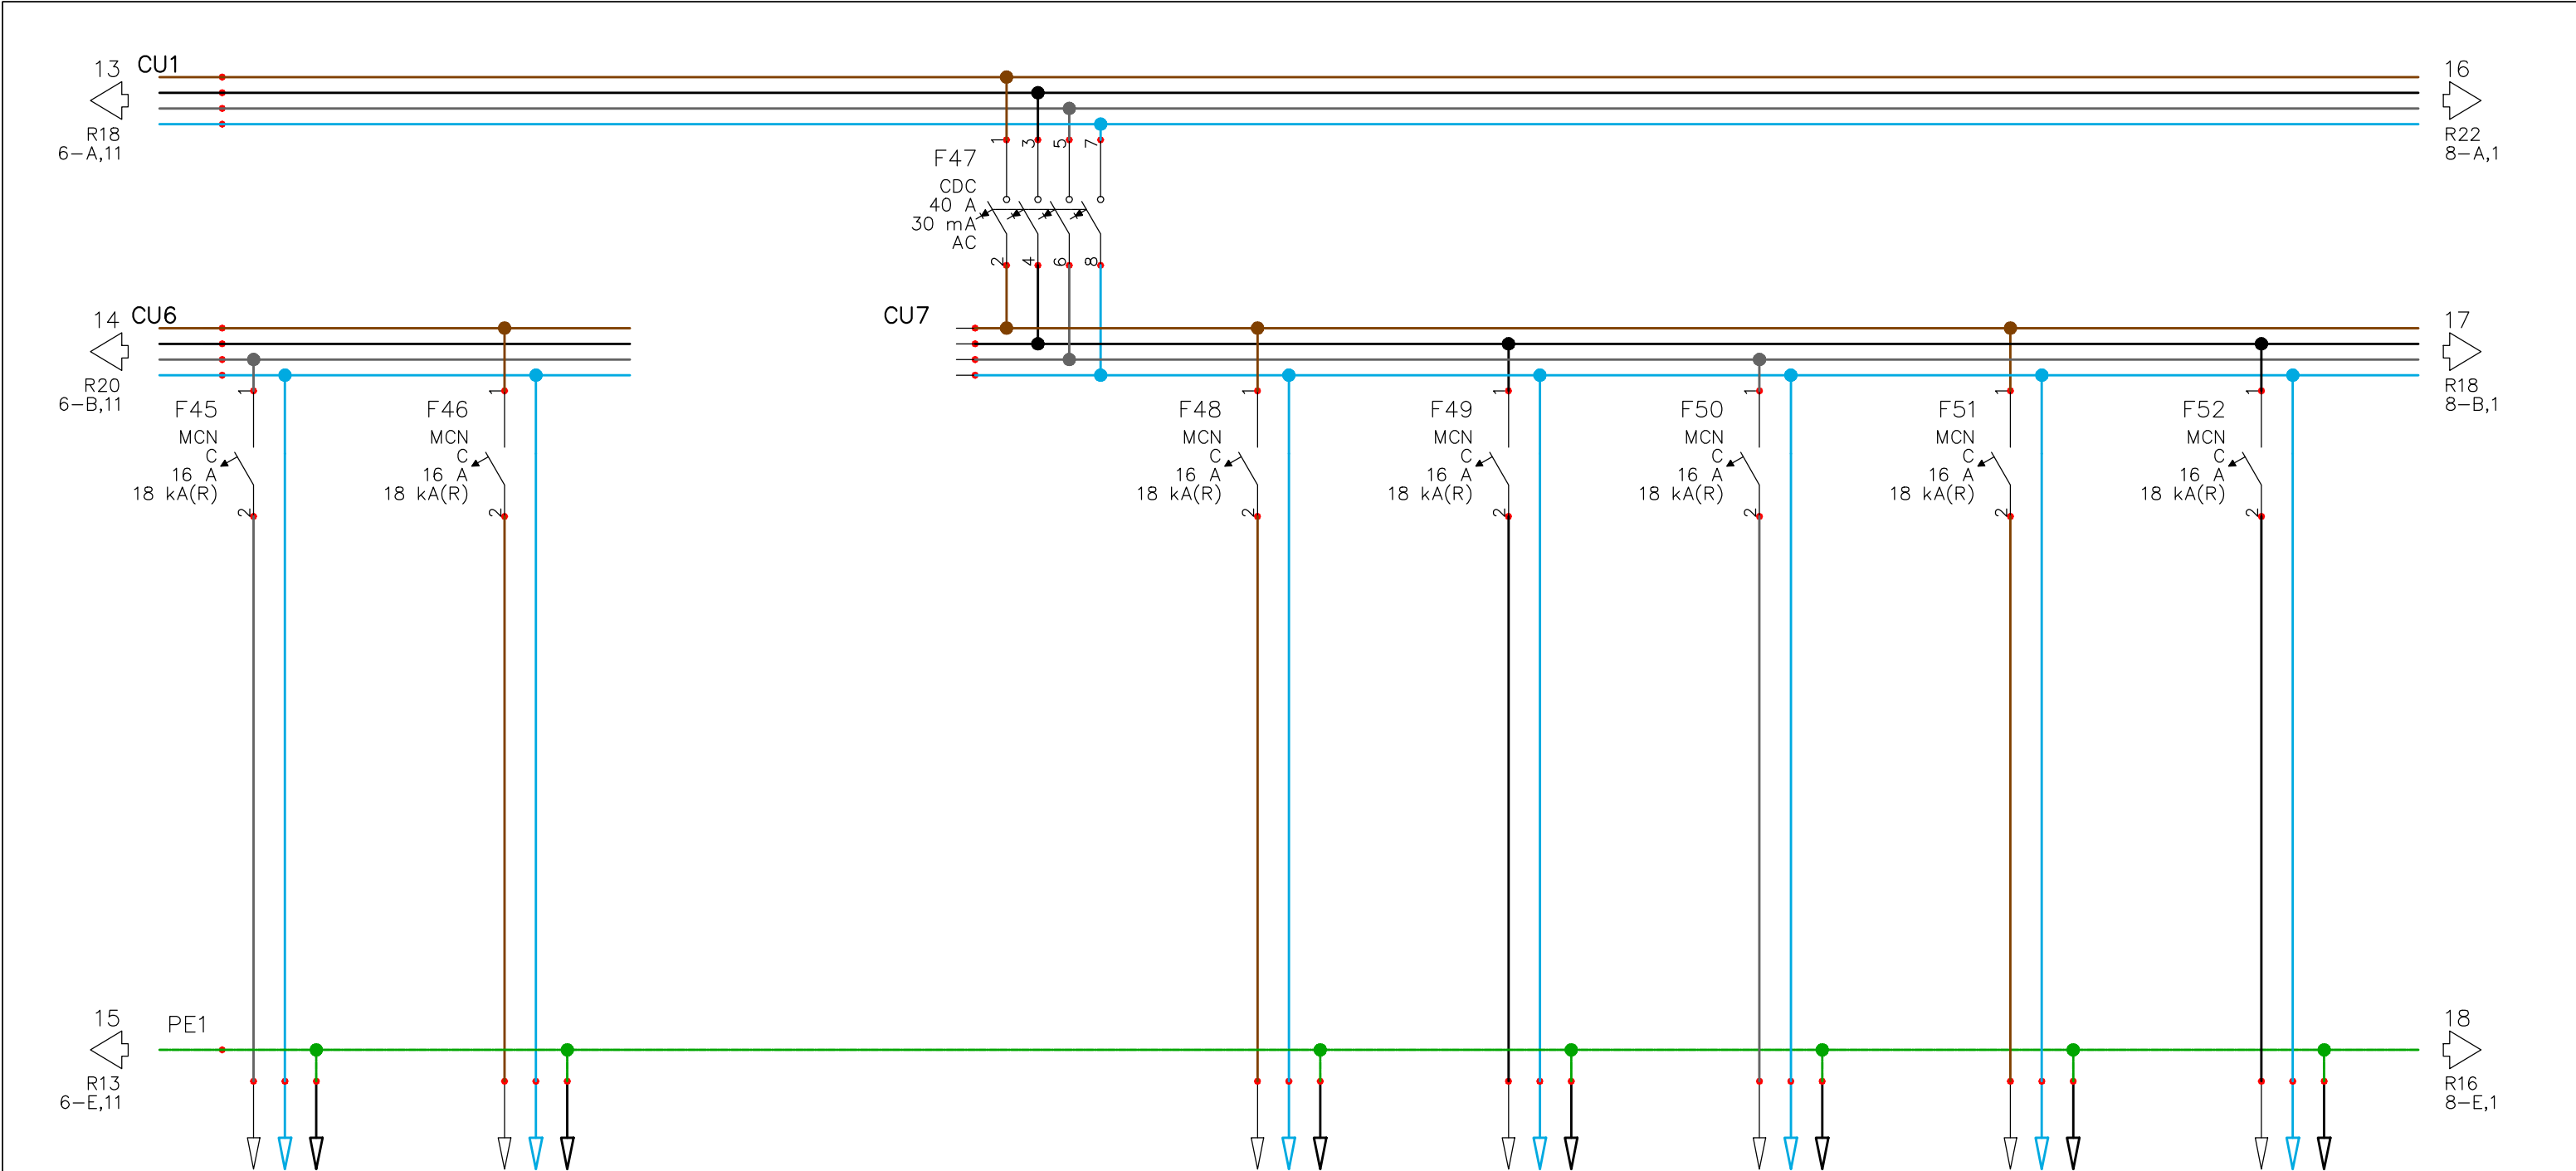 13 CU1
R18
6-A,11
16
R22
8-A,1
1 3 5 7
F47
CDC
40 A
30 mA
AC
2 4 6 8
14 CU6
R20
6-B,11
CU7
17
R18
8-B,1
1
F45
MCN
C
16 A
18 kA(R)
2
1
F46
MCN
C
16 A
18 kA(R)
2
1
F48
MCN
C
16 A
18 kA(R)
2
1
F49
MCN
C
16 A
18 kA(R)
2
1
F50
MCN
C
16 A
18 kA(R)
2
1
F51
MCN
C
16 A
18 kA(R)
2
1
F52
MCN
C
16 A
18 kA(R)
2
15 PE1
R13
6-E,11
18
R16
8-E,1